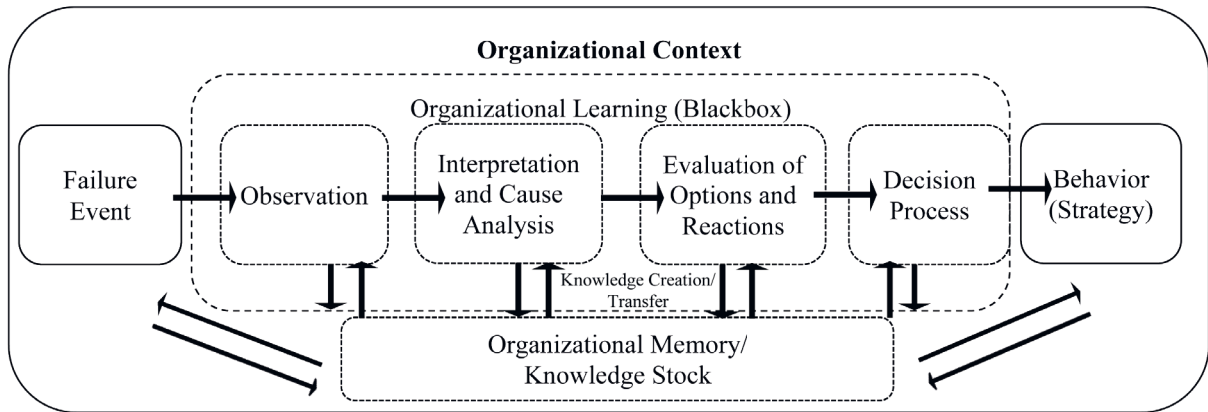 Organizational Context
Organizational Learning (Blackbox)
Failure
Event
Observation
Interpretation
and Cause
Analysis
Evaluation of
Options and
Reactions
Decision
Process
Behavior
(Strategy)
Knowledge Creation/
Transfer
Organizational Memory/
Knowledge Stock